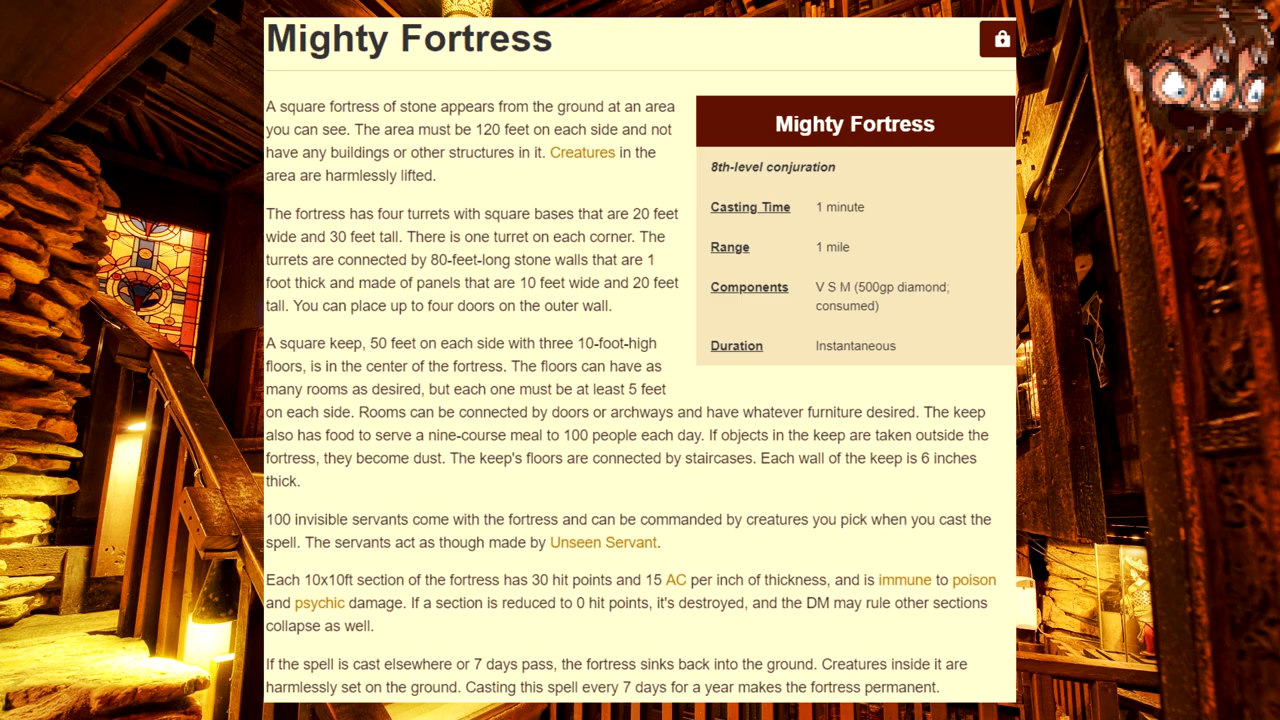 Mighty Fortress
A square fortress of stone appears from the ground at an area
you can see. The area must be 120 feet on each side and not
have any buildings or other structures in it. Creatures in the
area are harmlessly lifted.
The fortress has four turrets with square bases that are 20 feet
wide and 30 feet tall. There is one turret on each corner. The
turrets are connected by 80-feet-long stone walls that are 1
foot thick and made of panels that are 10 feet wide and 20 feet
tall. You can place up to four doors on the outer wall.
A square keep, 50 feet on each side with three 10-foot-high
floors, is in the center of the fortress. The floors can have as
many rooms as desired, but each one must be at least 5 feet
on each side. Rooms can be connected by doors or archways and have whatever furniture desired. The keep
also has food to serve a nine-course meal to 100 people each day. If objects in the keep are taken outside the
fortress, they become dust. The keep's floors are connected by staircases. Each wall of the keep is 6 inches
thick.
100 invisible servants come with the fortress and can be commanded by creatures you pick when you cast the
spell. The servants act as though made by Unseen Servant.
Each 10x10ft section of the fortress has 30 hit points and 15 AC per inch of thickness, and is immune to poison
and psychic damage. If a section is reduced to 0 hit points, it's destroyed, and the DM may rule other sections
collapse as well.
If the spell is cast elsewhere or 7 days pass, the fortress sinks back into the ground. Creatures inside it are
harmlessly set on the ground. Casting this spell every 7 days for a year makes the fortress permanent.
Mighty Fortress
8th-level conjuration
Casting Time 1 minute
Range 1 mile
Components V S M (500gp diamond;
consumed)
Duration Instantaneous